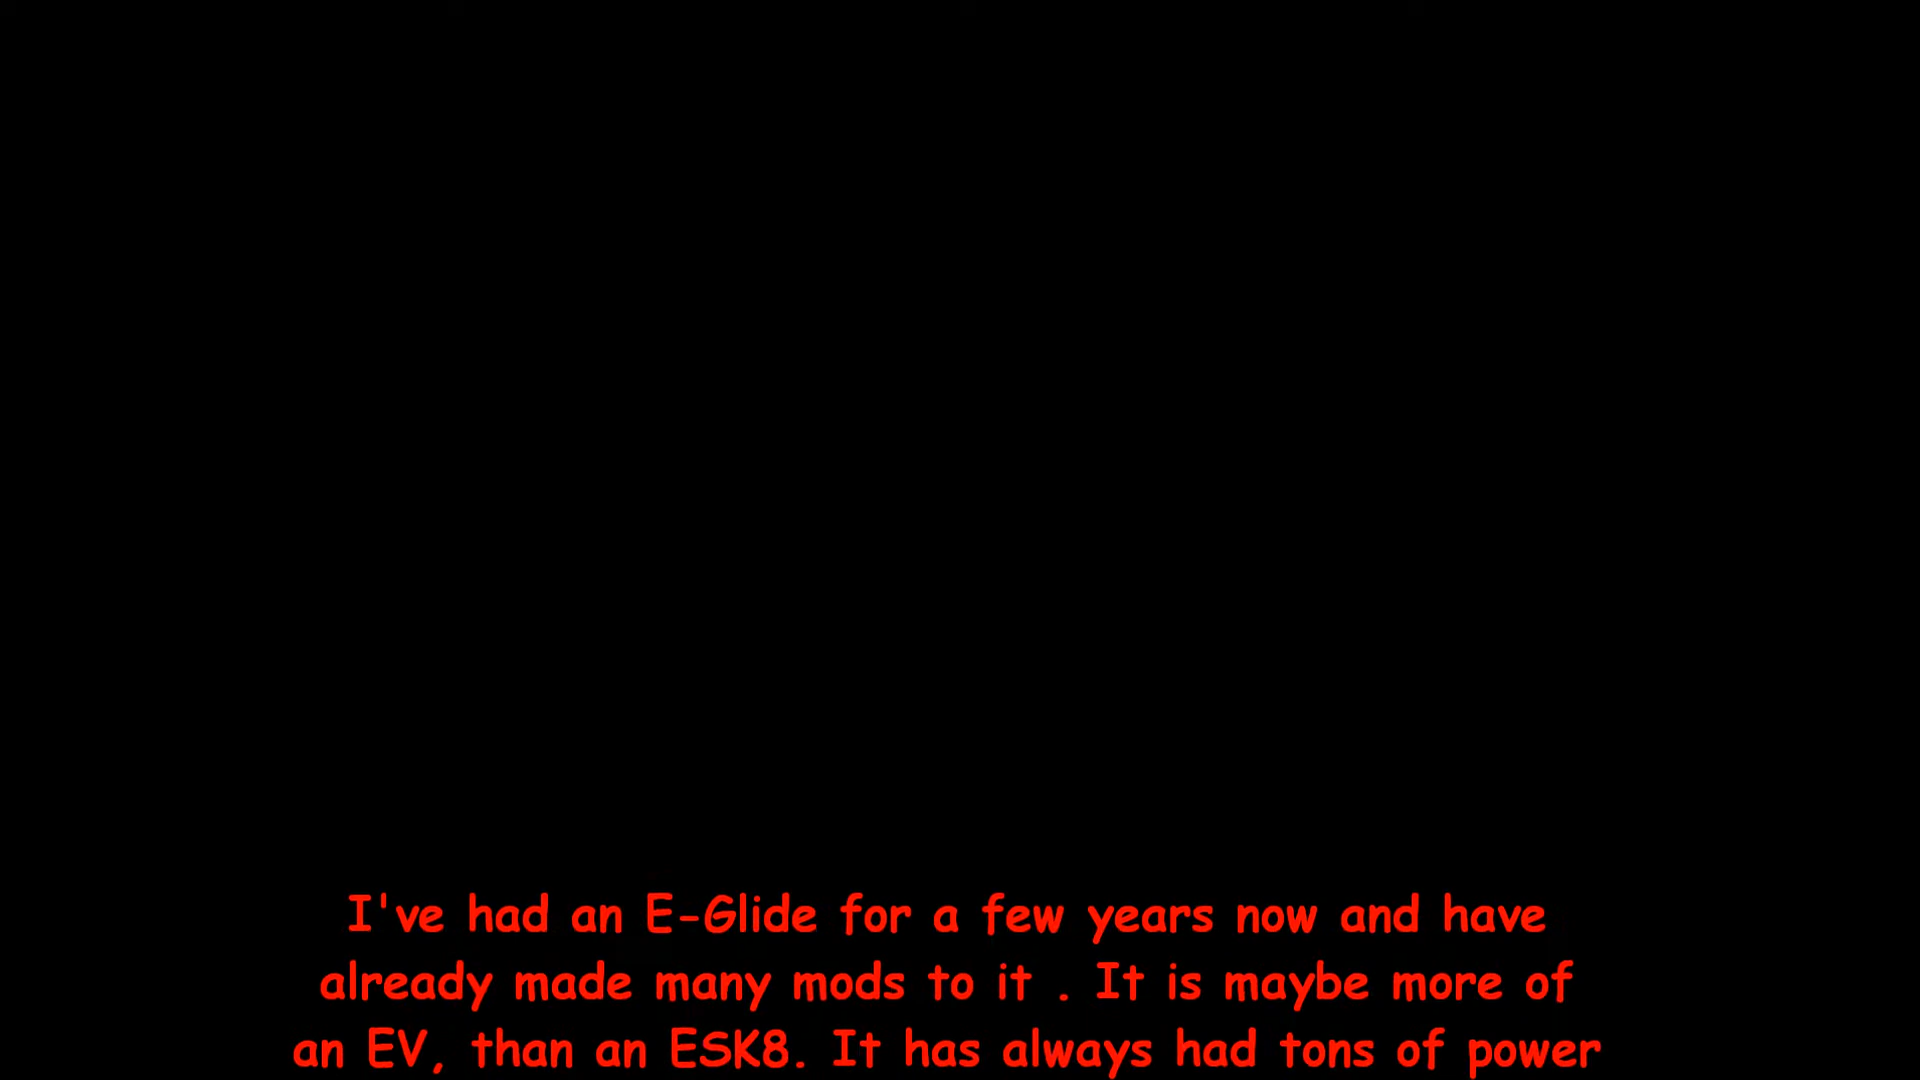 I've had an E-Glide for a few years now and have
already made many mods to it . It is maybe more of
an EV, than an ESK8. It has always had tons of power